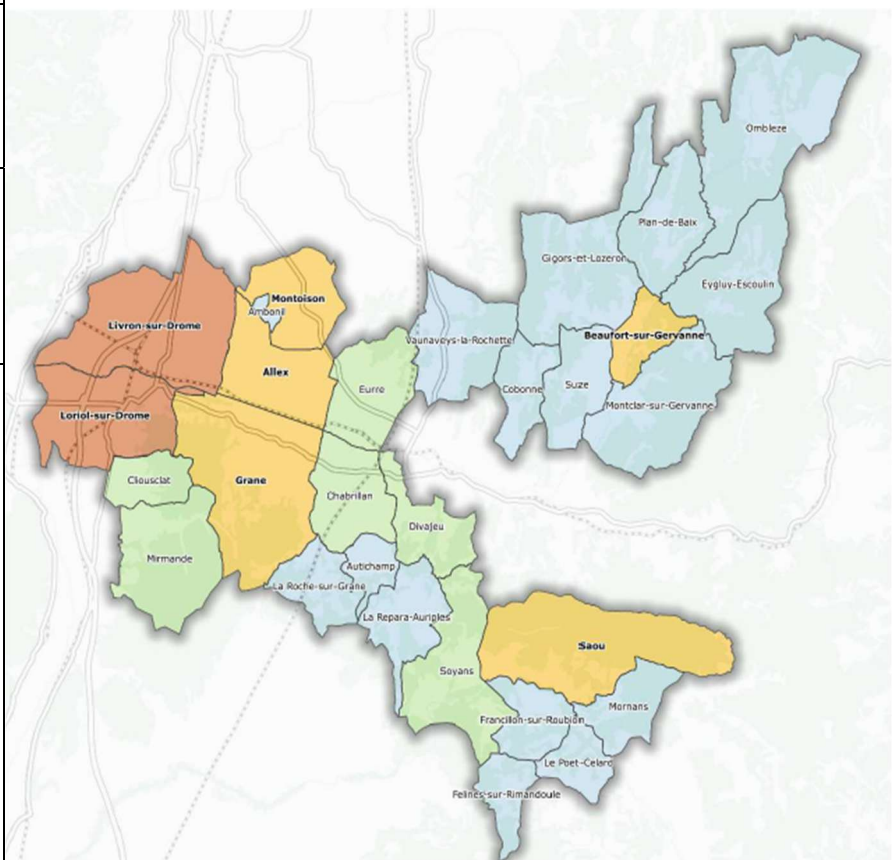 Ombleze
Plan-de-Baix
Gigors-et-Lozeron
Eygluy-Escoulin
Montoison
Ambonil
Livron-sur-Drome
Beaufort-sur-Gervanne
Vaunaveys-la-Rochette
Allex
Eurre
Cobonne
Suze
Montclar-sur-Gervanne
Loriol-sur-Drome
Cliousclat
Grane
Chabrillan
Divajeu
Mirmande
Autichamp
La Roche-sur-Grane
La Repara-Auriples
Saou
Soyans
Mornans
Francillon-sur-Roubion
Le Poet-Celard
Felines-sur-Rimandoule